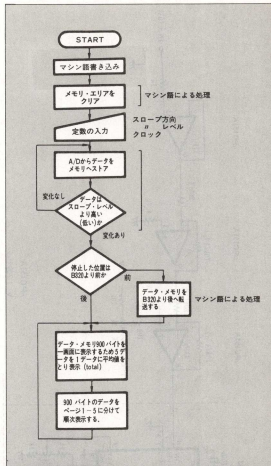 START
マシン語書き込み
メモリ・エリアを
クリア
マシン語による処理
定数の入力
スロープ方向
〃 レベル
クロック
A/Dからデータを
メモリへストア
変化なし
データは
スロープ・レベル
より高い
(低い)か
変化あり
停止した位置は
B320より前か
前
後
データ・メモリを
B320より後へ転
送する
マシン語による処理
データ・メモリ900バイトを
一画面に表示するため5デ
ータを1データに平均値を
とり表示 (total)
900 バイトのデータを
ページ1−5に分けて
順次表示する.